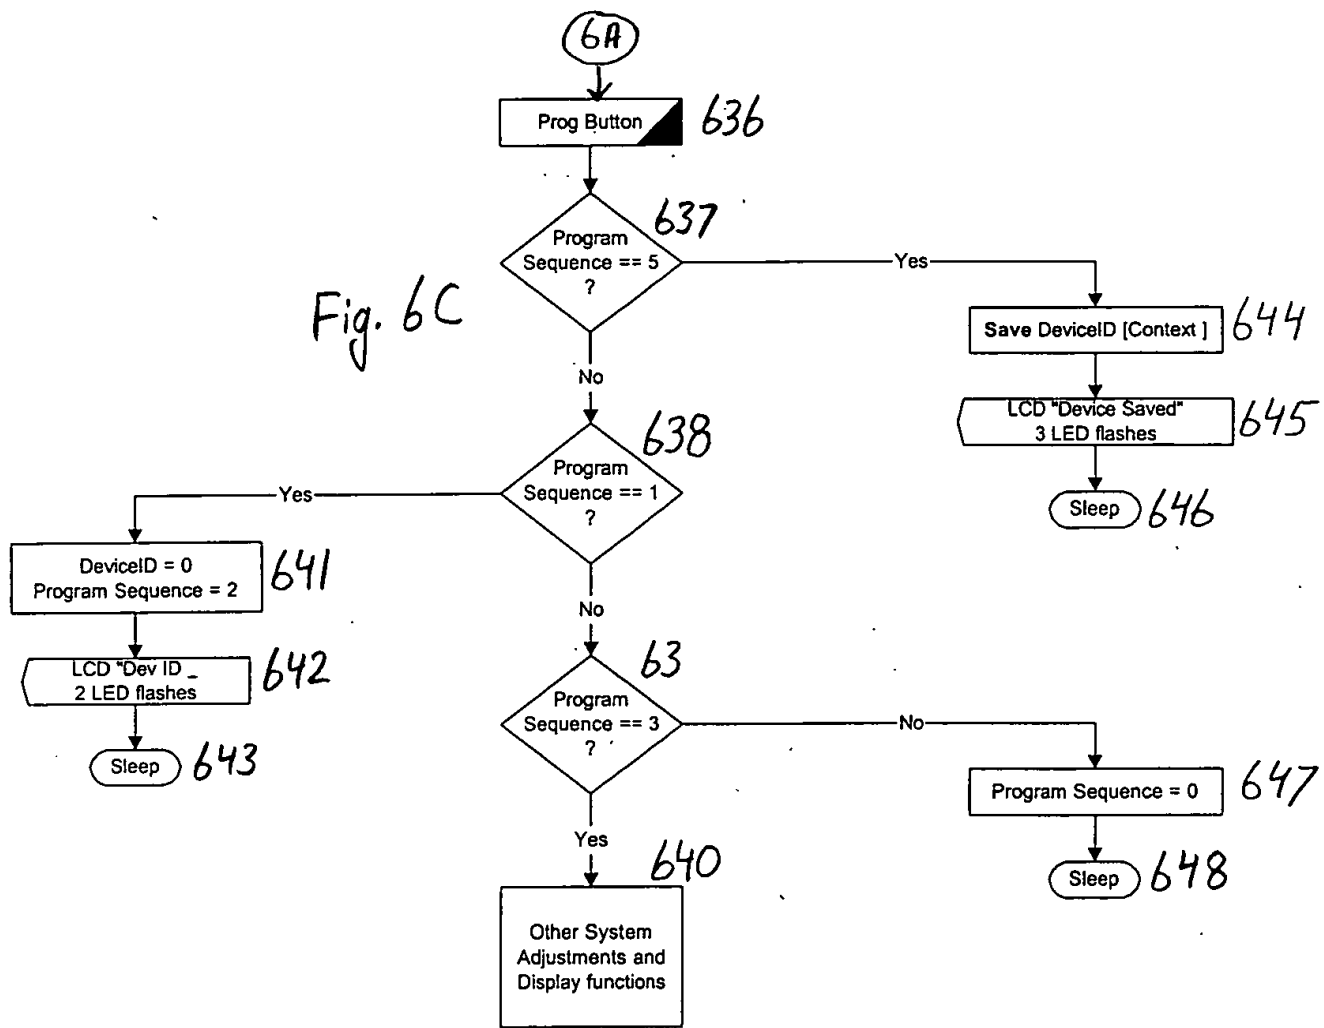 6A
Prog Button
636
637
Program
Sequence == 5
?
Yes
Fig. 6C
Save DeviceID [Context ]
644
No
LCD "Device Saved"
3 LED flashes
645
638
Program
Sequence == 1
?
Yes
Sleep
646
DeviceID = 0
Program Sequence = 2
641
No
LCD "Dev ID _
2 LED flashes
642
63
Program
Sequence == 3
?
No
Sleep
643
Program Sequence = 0
647
Yes
640
Sleep
648
Other System
Adjustments and
Display functions